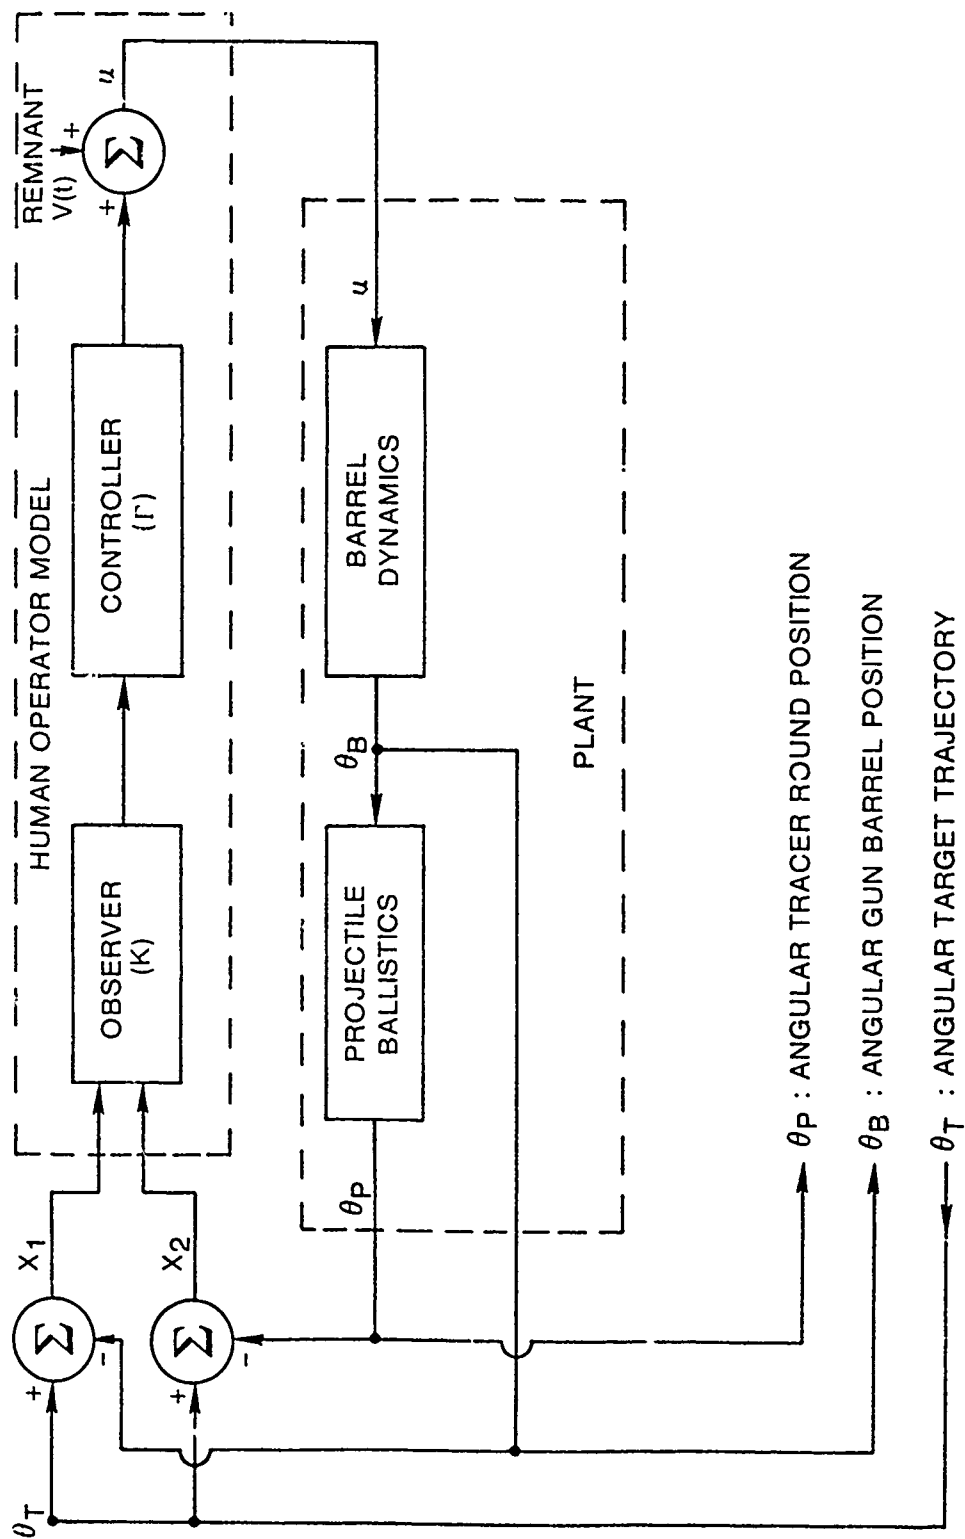 HUMAN OPERATOR MODEL
REMNANT
V(t)
+
+
Σ
u
θT
+
-
Σ
X1
+
-
Σ
X2
OBSERVER
(K)
CONTROLLER
(Γ)
θP
PROJECTILE
BALLISTICS
θB
BARREL
DYNAMICS
u
PLANT
θP : ANGULAR TRACER ROUND POSITION
θB : ANGULAR GUN BARREL POSITION
θT : ANGULAR TARGET TRAJECTORY